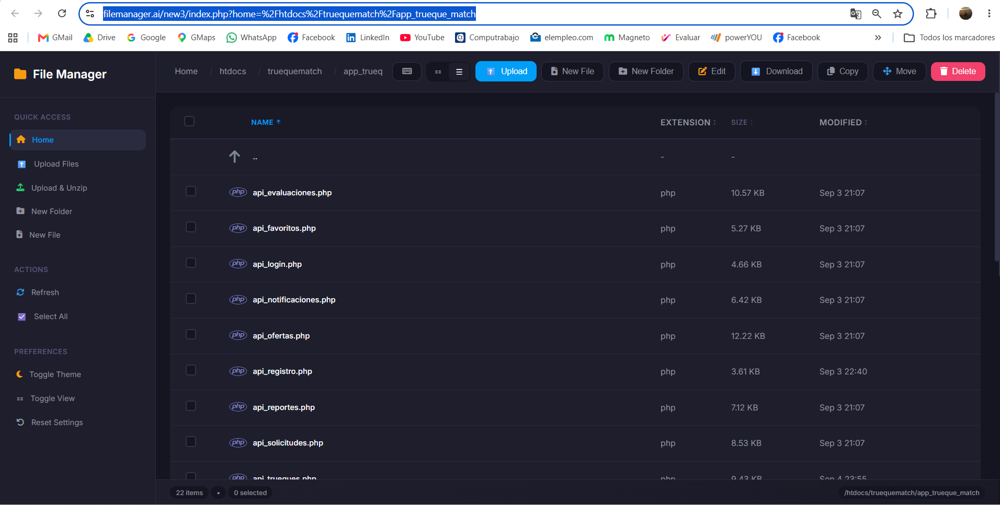 filemanager.ai/new3/index.php?home=%2Fhtdocs%2Ftruequematch%2Fapp_trueque_match
GMail Drive Google GMaps WhatsApp Facebook LinkedIn YouTube Computrabajo elempleo.com Magneto Evaluar powerYOU Facebook » Todos los marcadores
File Manager
Home / htdocs / truequematch / app_trueq
Upload New File New Folder Edit Download Copy Move Delete
QUICK ACCESS
Home
Upload Files
Upload & Unzip
New Folder
New File
ACTIONS
Refresh
Select All
PREFERENCES
Toggle Theme
Toggle View
Reset Settings
NAME ↑ EXTENSION ↕ SIZE ↕ MODIFIED ↕
.. - -
php api_evaluaciones.php php 10.57 KB Sep 3 21:07
php api_favoritos.php php 5.27 KB Sep 3 21:07
php api_login.php php 4.66 KB Sep 3 21:07
php api_notificaciones.php php 6.42 KB Sep 3 21:07
php api_ofertas.php php 12.22 KB Sep 3 21:07
php api_registro.php php 3.61 KB Sep 3 22:40
php api_reportes.php php 7.12 KB Sep 3 21:07
php api_solicitudes.php php 8.53 KB Sep 3 21:07
php api_trueques.php php 9.43 KB Sep 4 23:55
22 items • 0 selected /htdocs/truequematch/app_trueque_match